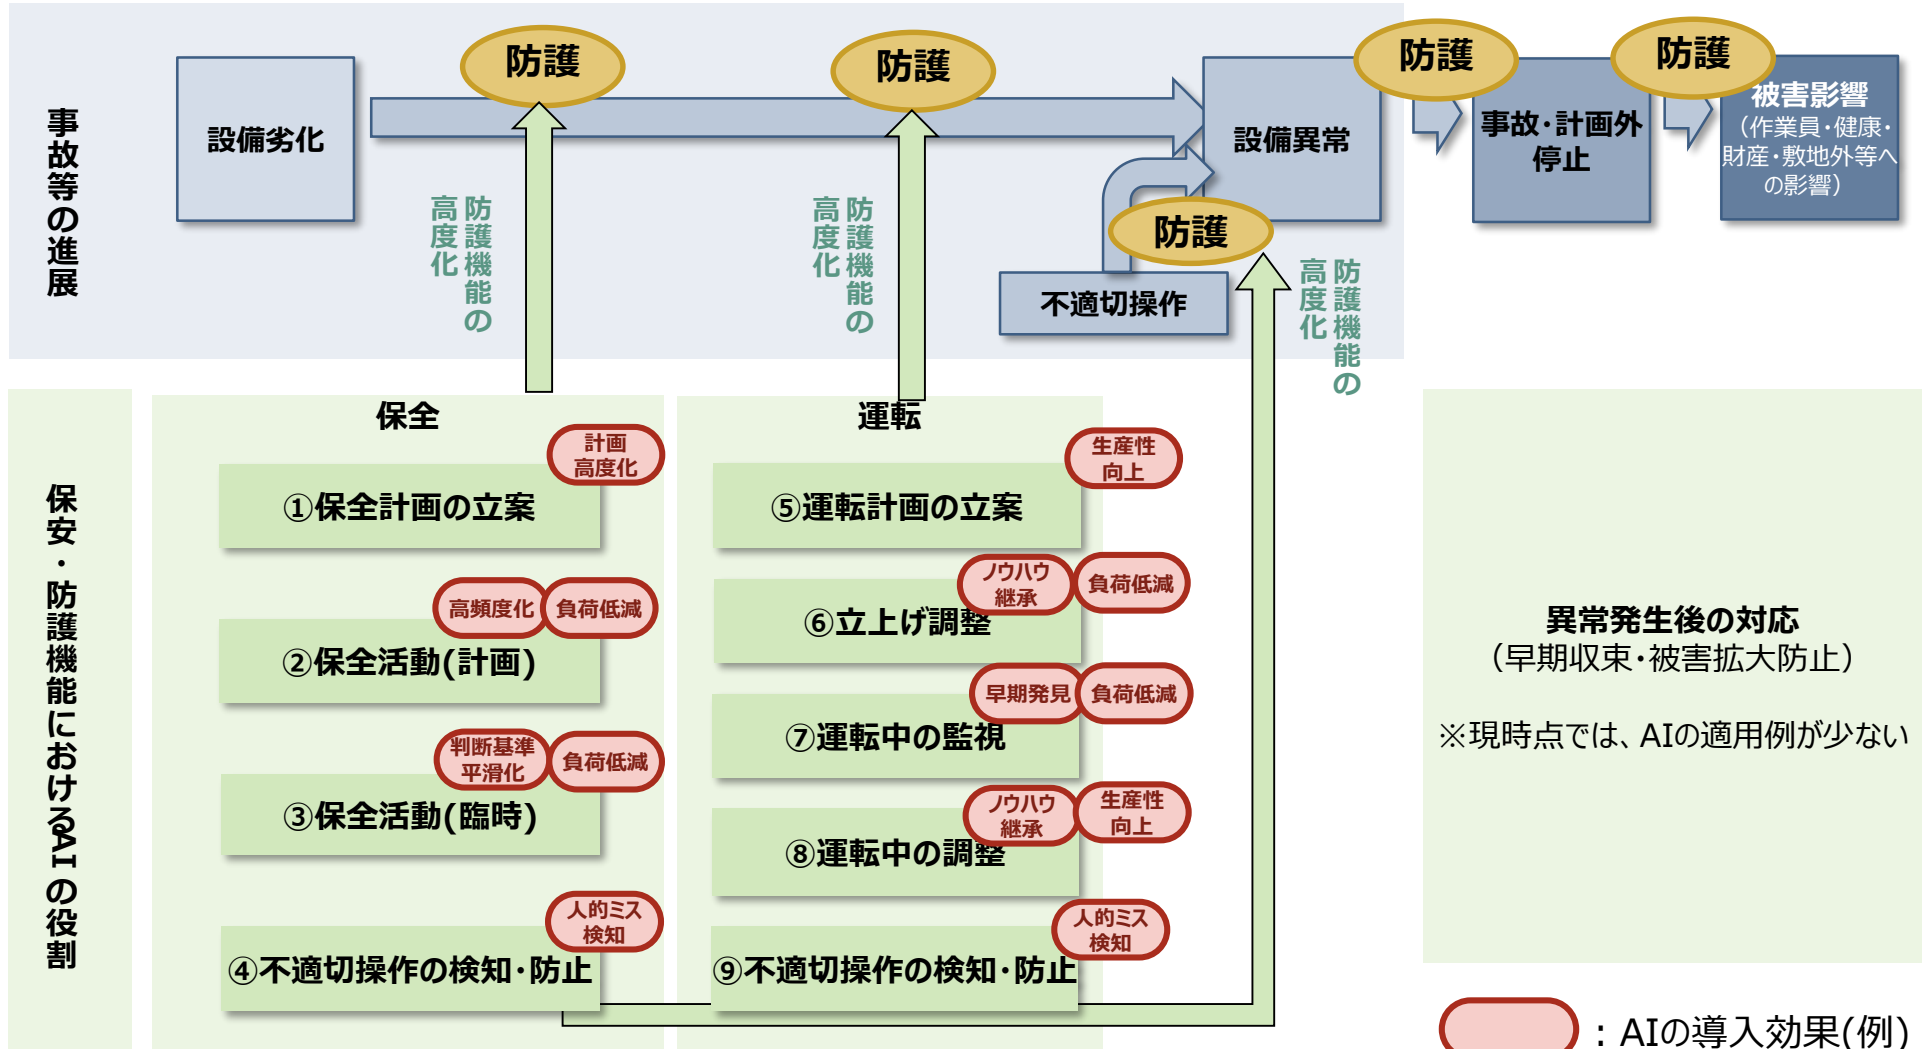 事故等の進展
設備劣化
防護
防護
防護
防護
設備異常
事故・計画外
停止
被害影響
（作業員・健康・
財産・敷地外等へ
の影響）
防護
不適切操作
防護機能の
高度化
防護機能の
高度化
防護機能の
高度化
保安・防護機能におけるAIの役割
保全
計画
高度化
①保全計画の立案
高頻度化
負荷低減
②保全活動(計画)
判断基準
平滑化
負荷低減
③保全活動(臨時)
人的ミス
検知
④不適切操作の検知・防止
運転
生産性
向上
⑤運転計画の立案
ノウハウ
継承
負荷低減
⑥立上げ調整
早期発見
負荷低減
⑦運転中の監視
ノウハウ
継承
生産性
向上
⑧運転中の調整
人的ミス
検知
⑨不適切操作の検知・防止
異常発生後の対応
（早期収束・被害拡大防止）
※現時点では、AIの適用例が少ない
：AIの導入効果(例)